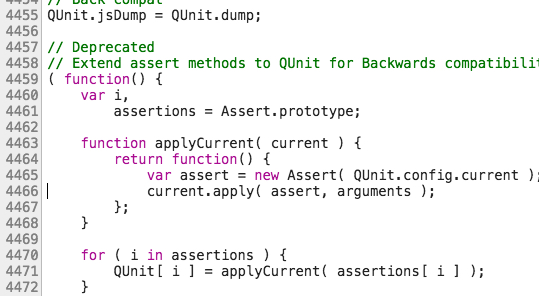 4454 // Back compat
4455 QUnit.jsDump = QUnit.dump;
4456
4457 // Deprecated
4458 // Extend assert methods to QUnit for Backwards
4459 ( function() {
4460     var i,
4461         assertions = Assert.prototype;
4462
4463     function applyCurrent( current ) {
4464         return function() {
4465             var assert = new Assert( QUnit.config.current );
4466             current.apply( assert, arguments );
4467         };
4468     }
4469
4470     for ( i in assertions ) {
4471         QUnit[ i ] = applyCurrent( assertions[ i ] );
4472     }